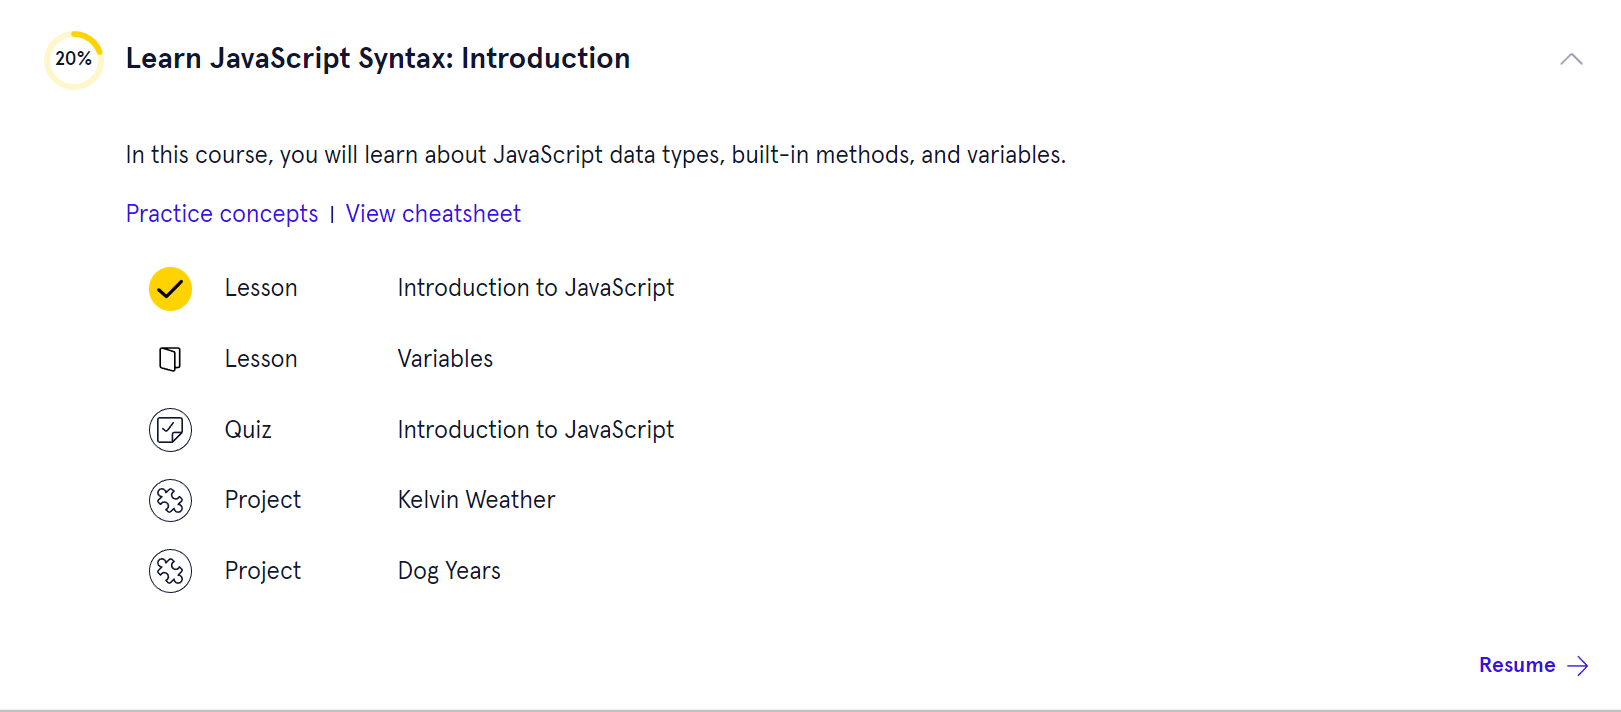 20% Learn JavaScript Syntax: Introduction
In this course, you will learn about JavaScript data types, built-in methods, and variables.
Practice concepts | View cheatsheet
Lesson Introduction to JavaScript
Lesson Variables
Quiz Introduction to JavaScript
Project Kelvin Weather
Project Dog Years
Resume